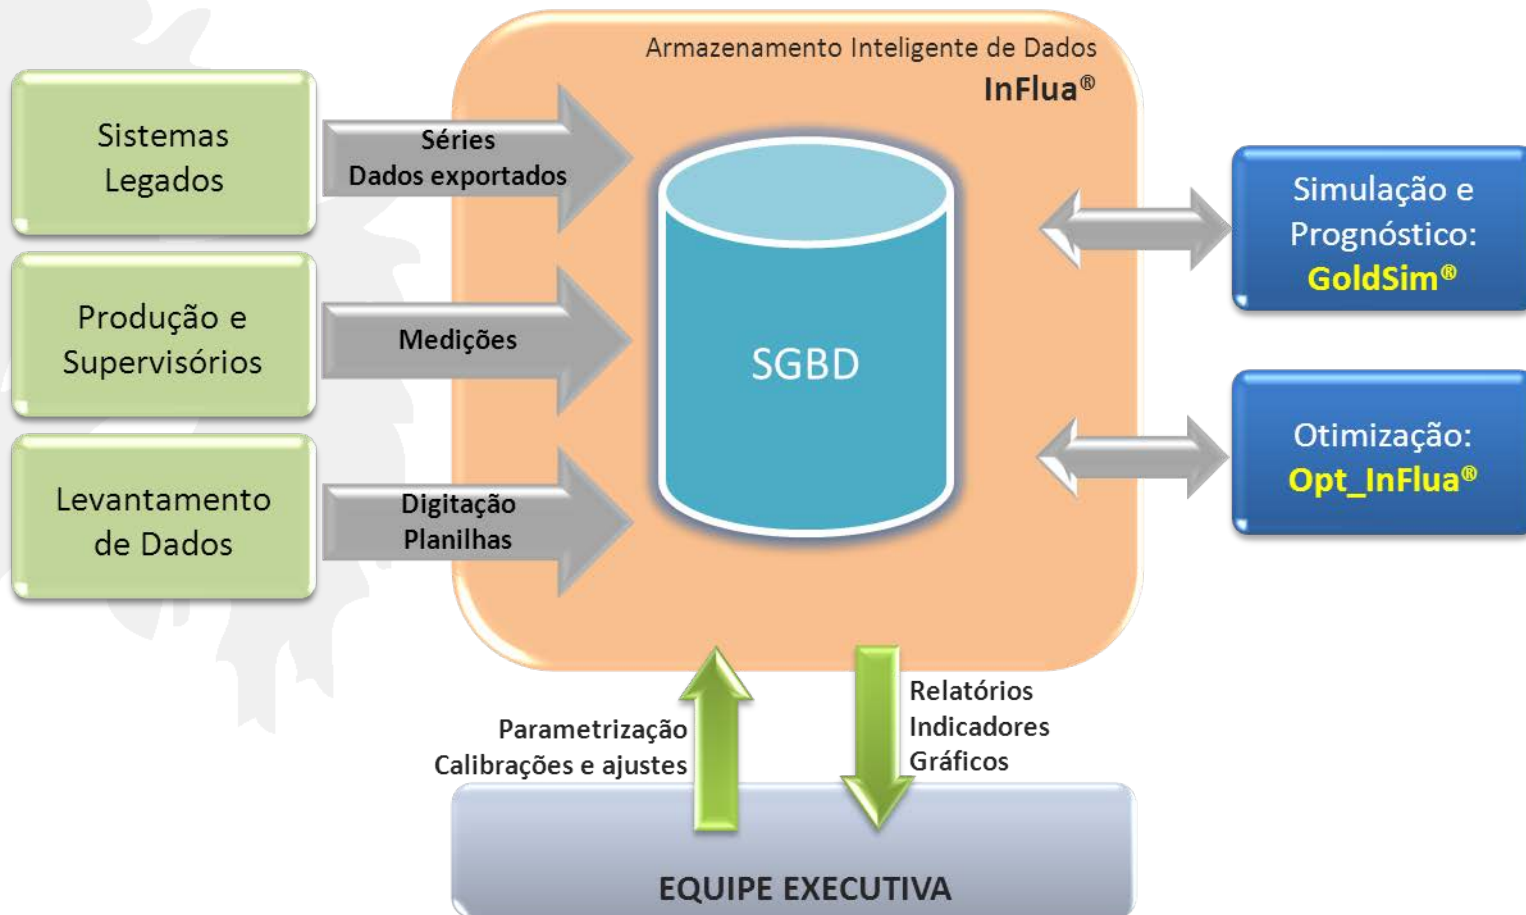 Armazenamento Inteligente de Dados
InFlua®
Sistemas
Legados
Séries
Dados exportados
Produção e
Supervisórios
Medições
Levantamento
de Dados
Digitação
Planilhas
SGBD
Simulação e
Prognóstico:
GoldSim®
Otimização:
Opt_InFlua®
Parametrização
Calibrações e ajustes
Relatórios
Indicadores
Gráficos
EQUIPE EXECUTIVA